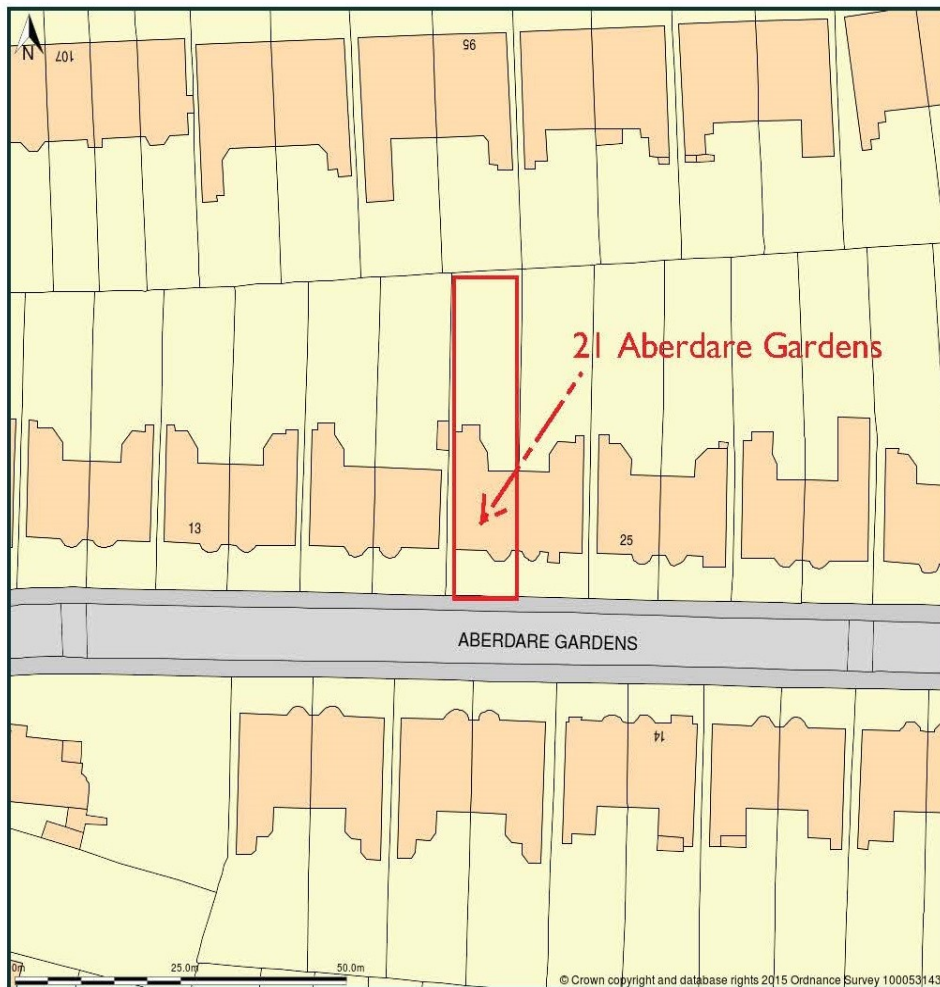 N
107
95
21 Aberdare Gardens
13
25
ABERDARE GARDENS
14
0m
25.0m
50.0m
© Crown copyright and database rights 2015 Ordnance Survey 100053143